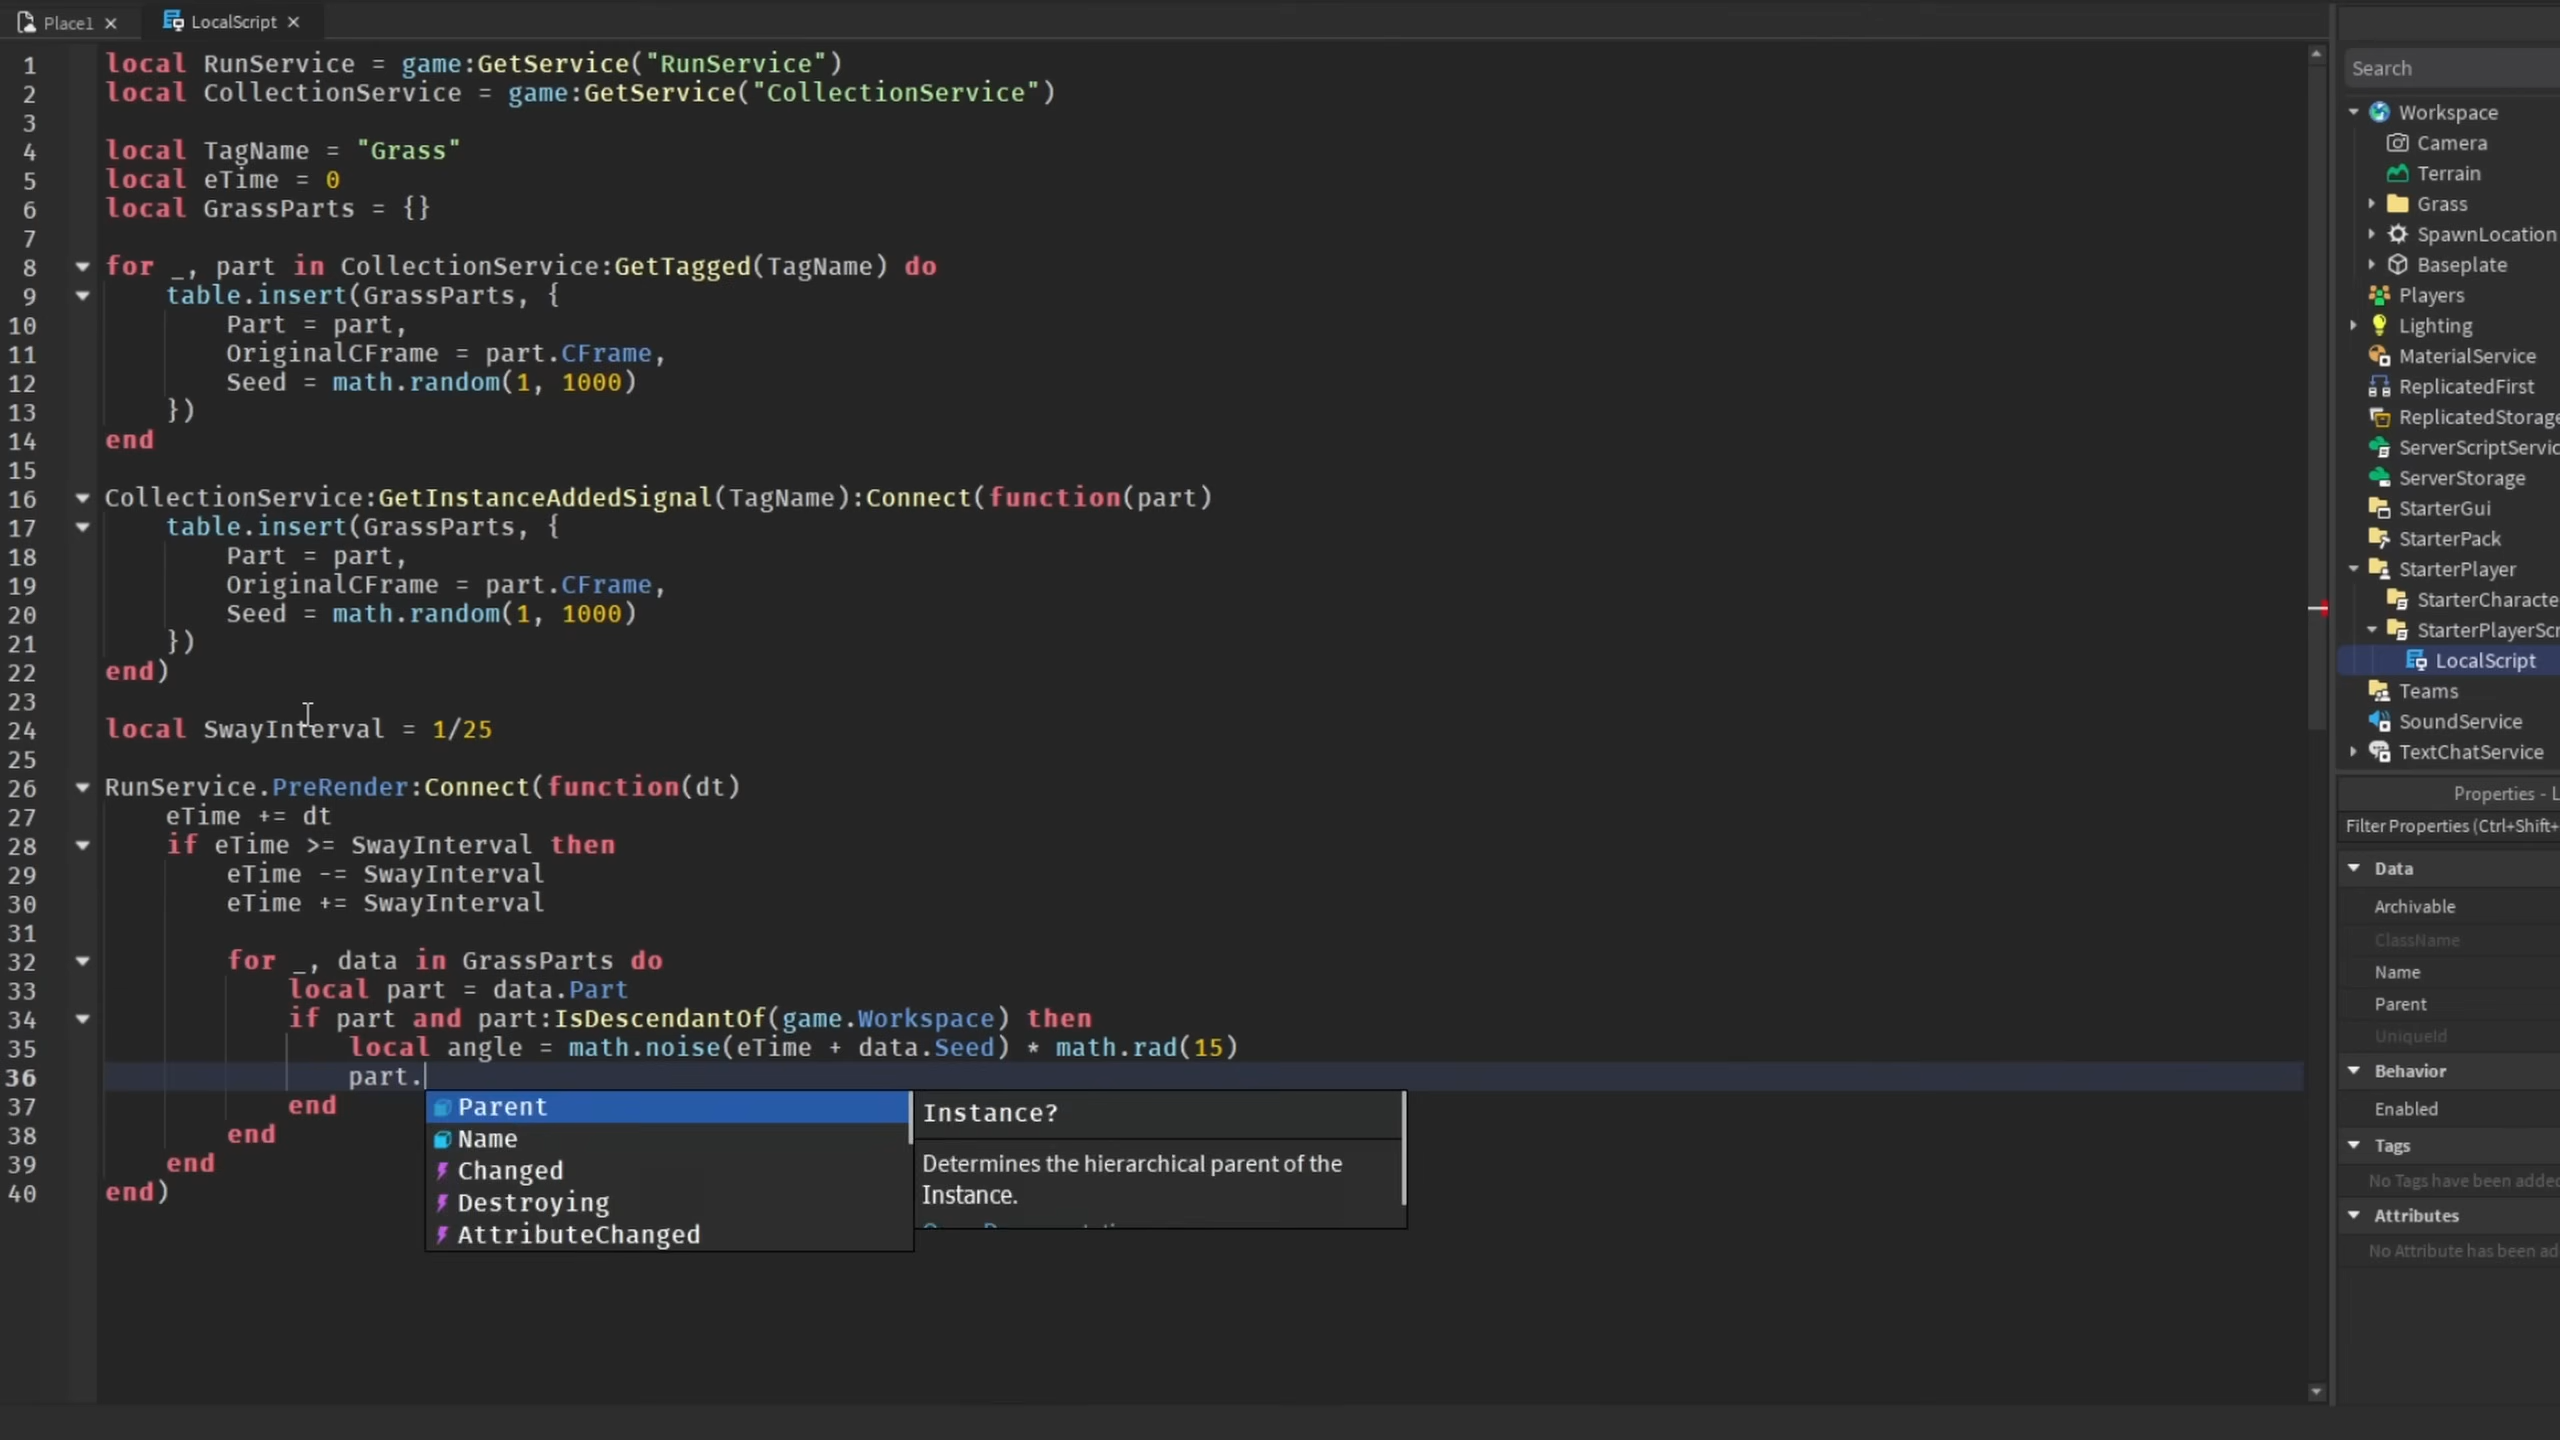 Place1
LocalScript
1 local RunService = game:GetService("RunService")
2 local CollectionService = game:GetService("CollectionService")
3
4 local TagName = "Grass"
5 local eTime = 0
6 local GrassParts = {}
7
8 for _, part in CollectionService:GetTagged(TagName) do
9 table.insert(GrassParts, {
10 Part = part,
11 OriginalCFrame = part.CFrame,
12 Seed = math.random(1, 1000)
13 })
14 end
15
16 CollectionService:GetInstanceAddedSignal(TagName):Connect(function(part)
17 table.insert(GrassParts, {
18 Part = part,
19 OriginalCFrame = part.CFrame,
20 Seed = math.random(1, 1000)
21 })
22 end)
23
24 local SwayInterval = 1/25
25
26 RunService.PreRender:Connect(function(dt)
27 eTime += dt
28 if eTime >= SwayInterval then
29 eTime -= SwayInterval
30 eTime += SwayInterval
31
32 for _, data in GrassParts do
33 local part = data.Part
34 if part and part:IsDescendantOf(game.Workspace) then
35 local angle = math.noise(eTime + data.Seed) * math.rad(15)
36 part.
37 end
38 end
39 end
40 end)
Parent
Name
Changed
Destroying
AttributeChanged
Instance?
Determines the hierarchical parent of the
Instance.
Search
Workspace
Camera
Terrain
Grass
SpawnLocation
Baseplate
Players
Lighting
MaterialService
ReplicatedFirst
ReplicatedStorage
ServerScriptServic
ServerStorage
StarterGui
StarterPack
StarterPlayer
StarterCharacte
StarterPlayerScr
LocalScript
Teams
SoundService
TextChatService
Properties - L
Filter Properties (Ctrl+Shift+
Data
Archivable
ClassName
Name
Parent
UniqueId
Behavior
Enabled
Tags
No Tags have been added
Attributes
No Attribute has been ad